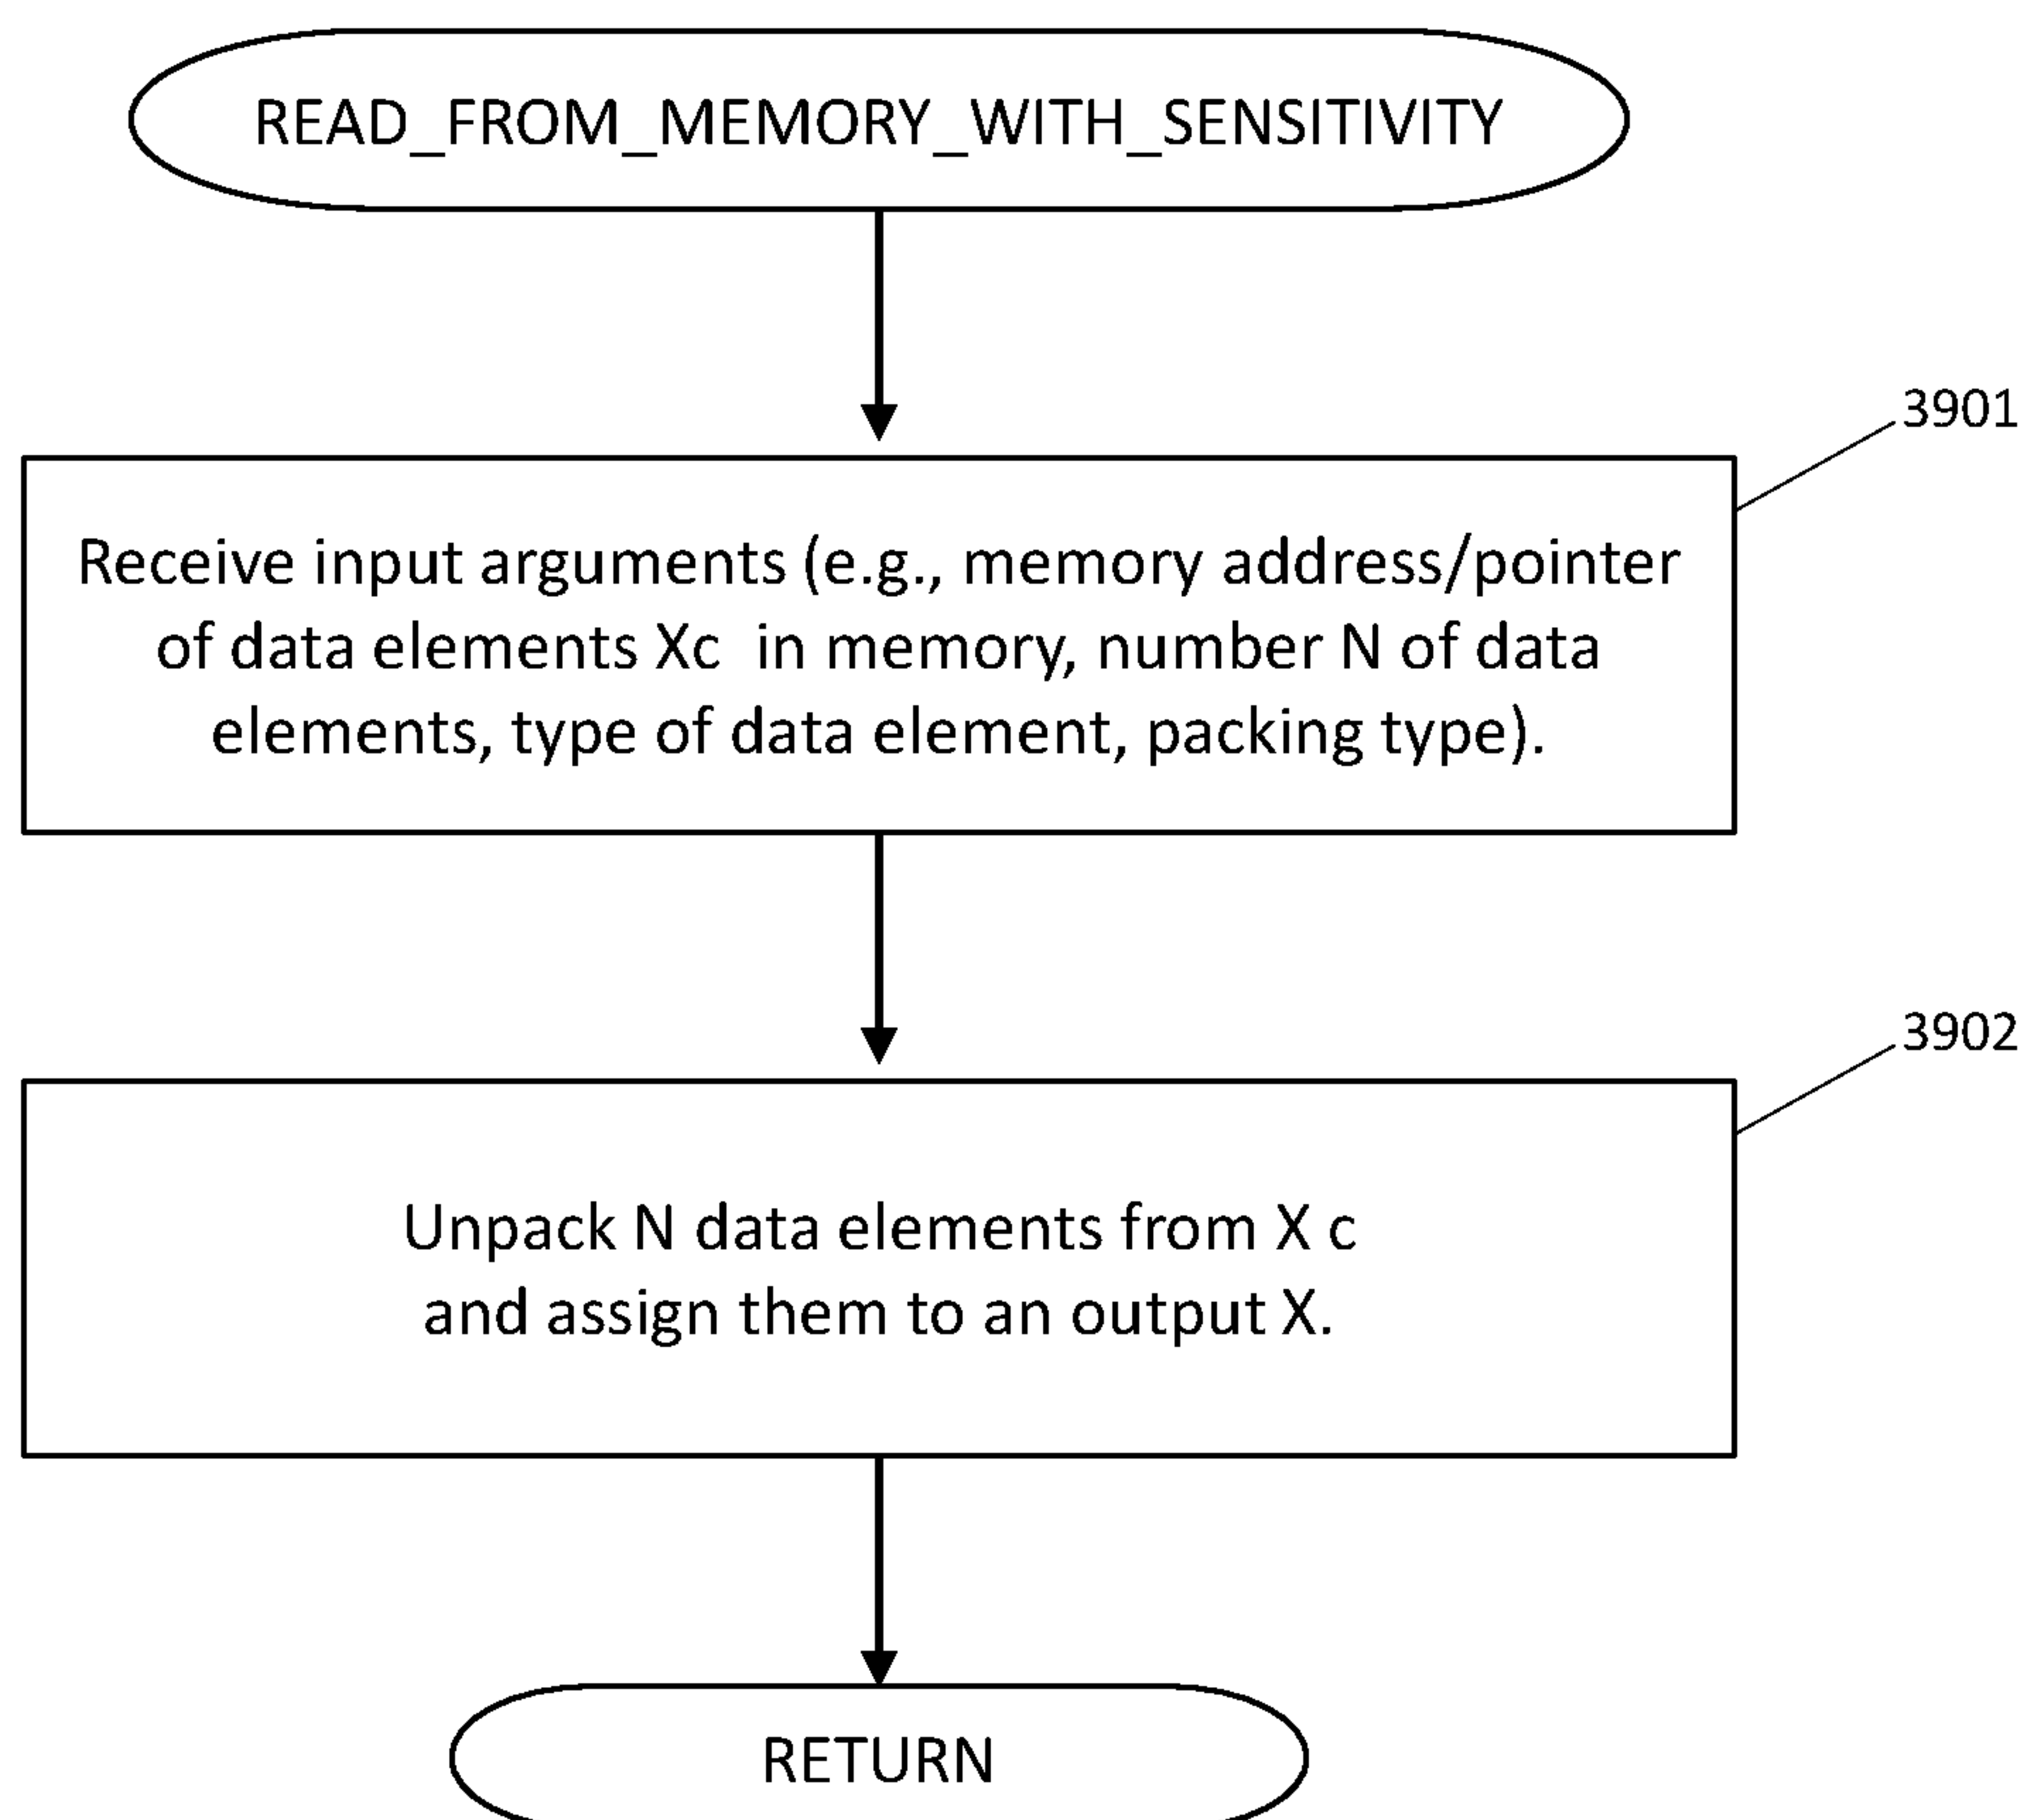 READ_FROM_MEMORY_WITH_SENSITIVITY
3901
Receive input arguments (e.g., memory address/pointer
of data elements Xc in memory, number N of data
elements, type of data element, packing type).
3902
Unpack N data elements from X c
and assign them to an output X.
RETURN